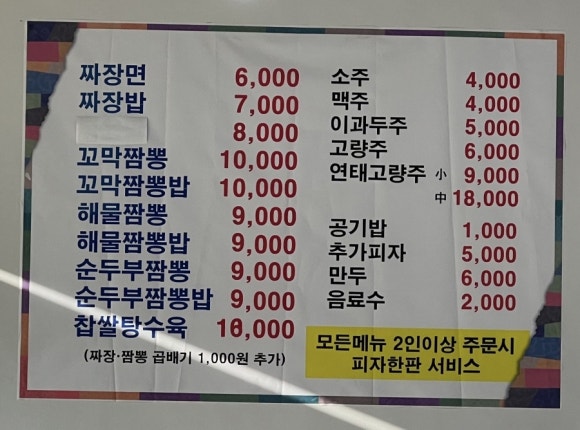 짜장면 6,000
짜장밥 7,000
8,000
꼬막짬뽕 10,000
꼬막짬뽕밥 10,000
해물짬뽕 9,000
해물짬뽕밥 9,000
순두부짬뽕 9,000
순두부짬뽕밥 9,000
찹쌀탕수육
(짜장·짬뽕 곱배기 1,000원 추가)
소주 4,000
맥주 4,000
이과두주 5,000
고량주 6,000
연태고량주 小 9,000
中 18,000
공기밥 1,000
추가피자 5,000
만두 6,000
음료수 2,000
모든메뉴 2인이상 주문시
피자한판 서비스